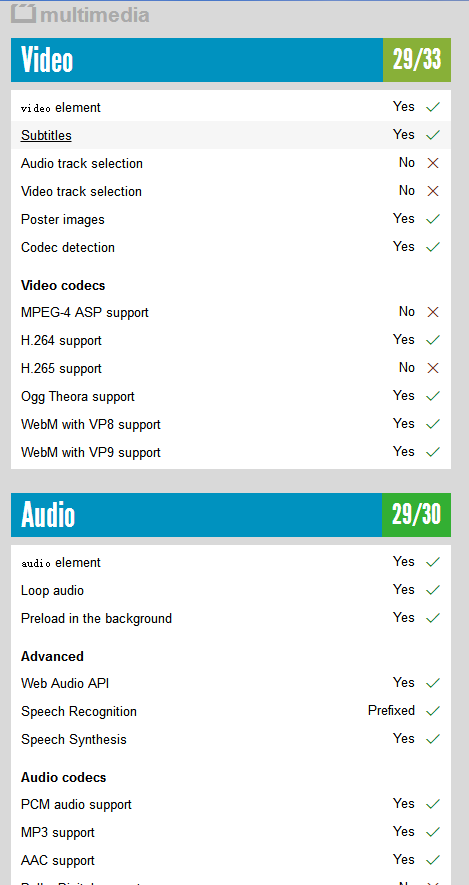 multimedia
Video 29/33
video element Yes
Subtitles Yes
Audio track selection No
Video track selection No
Poster images Yes
Codec detection Yes
Video codecs
MPEG-4 ASP support No
H.264 support Yes
H.265 support No
Ogg Theora support Yes
WebM with VP8 support Yes
WebM with VP9 support Yes
Audio 29/30
audio element Yes
Loop audio Yes
Preload in the background Yes
Advanced
Web Audio API Yes
Speech Recognition Prefixed
Speech Synthesis Yes
Audio codecs
PCM audio support Yes
MP3 support Yes
AAC support Yes